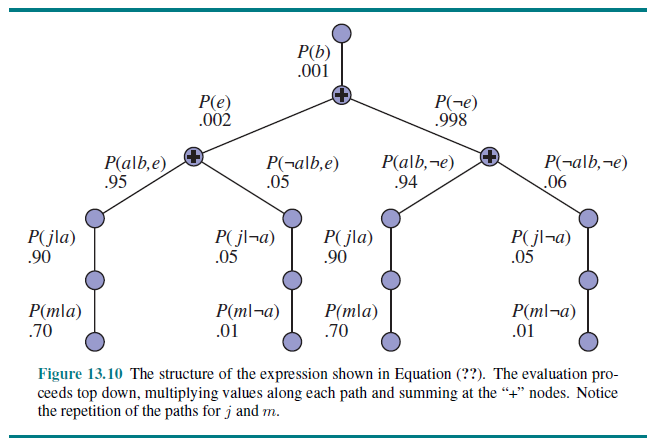 P(b)
.001
P(e)
.002
P(¬e)
.998
P(a|b,e)
.95
P(¬a|b,e)
.05
P(a|b,¬e)
.94
P(¬a|b,¬e)
.06
P(j|a)
.90
P(j|¬a)
.05
P(j|a)
.90
P(j|¬a)
.05
P(m|a)
.70
P(m|¬a)
.01
P(m|a)
.70
P(m|¬a)
.01
Figure 13.10 The structure of the expression shown in Equation (??). The evaluation pro-
ceeds top down, multiplying values along each path and summing at the “+” nodes. Notice
the repetition of the paths for j and m.